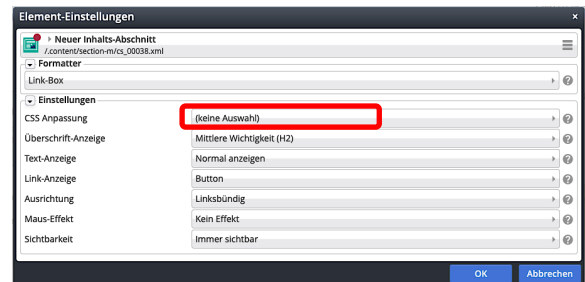 Element-Einstellungen
Neuer Inhalts-Abschnitt
/.content/section-m/cs_00038.xml
Formatter
Link-Box
Einstellungen
CSS Anpassung (keine Auswahl)
Überschrift-Anzeige Mittlere Wichtigkeit (H2)
Text-Anzeige Normal anzeigen
Link-Anzeige Button
Ausrichtung Linksbündig
Maus-Effekt Kein Effekt
Sichtbarkeit Immer sichtbar
OK Abbrechen